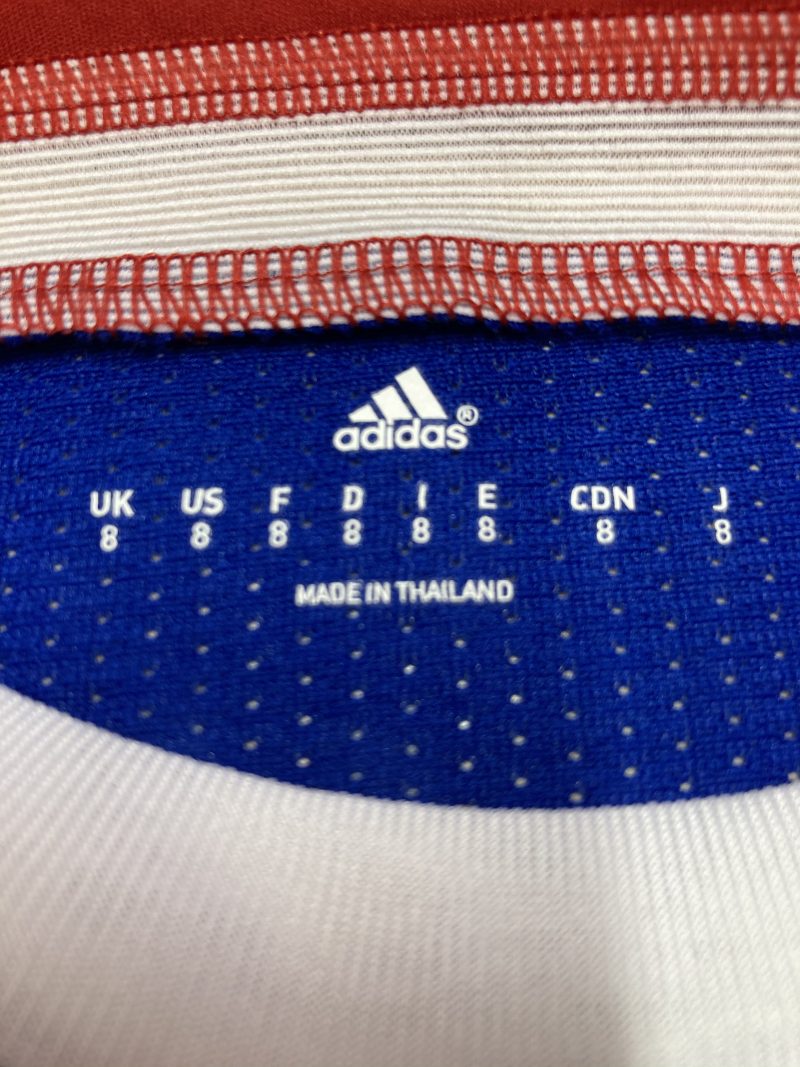 adidas®
UK US F D I E CDN J
8 8 8 8 8 8 8 8
MADE IN THAILAND